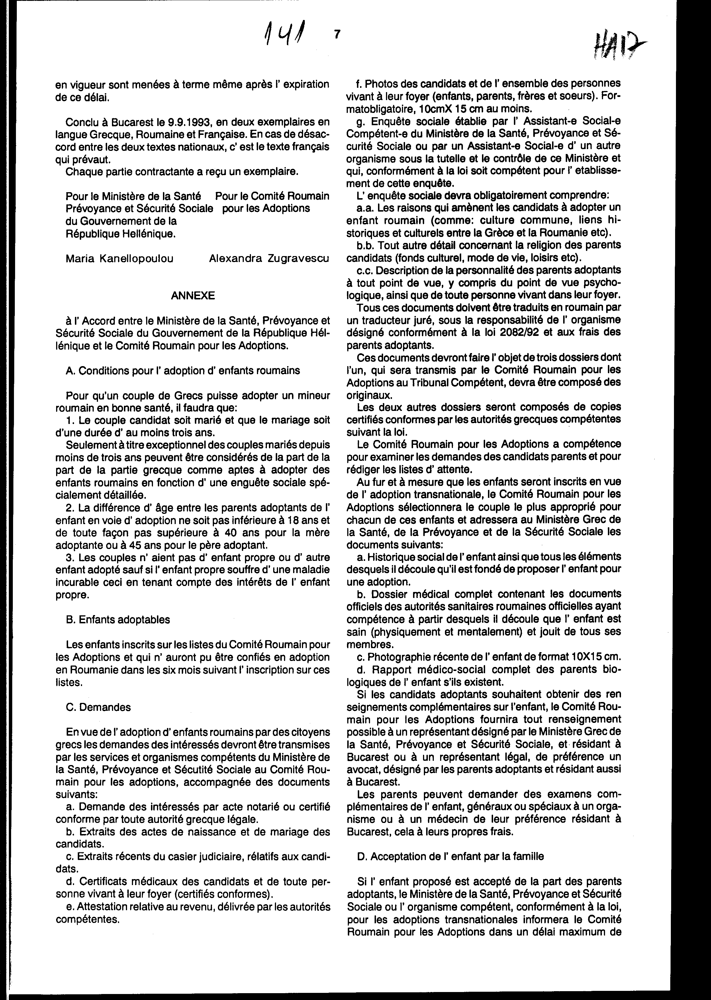 141
7
HA17
en vigueur sont menées à terme même après l' expiration
de ce délai.
Conclu à Bucarest le 9.9.1993, en deux exemplaires en
langue Grecque, Roumaine et Française. En cas de désac-
cord entre les deux textes nationaux, c' est le texte français
qui prévaut.
Chaque partie contractante a reçu un exemplaire.
Pour le Ministère de la Santé Pour le Comité Roumain
Prévoyance et Sécurité Sociale pour les Adoptions
du Gouvernement de la
République Hellénique.
Maria Kanellopoulou Alexandra Zugravescu
ANNEXE
à l' Accord entre le Ministère de la Santé, Prévoyance et
Sécurité Sociale du Gouvernement de la République Hél-
lénique et le Comité Roumain pour les Adoptions.
A. Conditions pour l' adoption d' enfants roumains
Pour qu'un couple de Grecs puisse adopter un mineur
roumain en bonne santé, il faudra que:
1. Le couple candidat soit marié et que le mariage soit
d'une durée d' au moins trois ans.
Seulement à titre exceptionnel des couples mariés depuis
moins de trois ans peuvent être considérés de la part de la
part de la partie grecque comme aptes à adopter des
enfants roumains en fonction d' une enguête sociale spé-
cialement détaillée.
2. La différence d' âge entre les parents adoptants de l'
enfant en voie d' adoption ne soit pas inférieure à 18 ans et
de toute façon pas supérieure à 40 ans pour la mère
adoptante ou à 45 ans pour le père adoptant.
3. Les couples n' aient pas d' enfant propre ou d' autre
enfant adopté sauf si l' enfant propre souffre d' une maladie
incurable ceci en tenant compte des intérêts de l' enfant
propre.
B. Enfants adoptables
Les enfants inscrits sur les listes du Comité Roumain pour
les Adoptions et qui n' auront pu être confiés en adoption
en Roumanie dans les six mois suivant l' inscription sur ces
listes.
C. Demandes
En vue de l' adoption d' enfants roumains par des citoyens
grecs les demandes des intéressés devront être transmises
par les services et organismes compétents du Ministère de
la Santé, Prévoyance et Sécutité Sociale au Comité Rou-
main pour les adoptions, accompagnée des documents
suivants:
a. Demande des intéressés par acte notarié ou certifié
conforme par toute autorité grecque légale.
b. Extraits des actes de naissance et de mariage des
candidats.
c. Extraits récents du casier judiciaire, rélatifs aux candi-
dats.
d. Certificats médicaux des candidats et de toute per-
sonne vivant à leur foyer (certifiés conformes).
e. Attestation relative au revenu, délivrée par les autorités
compétentes.
f. Photos des candidats et de l' ensemble des personnes
vivant à leur foyer (enfants, parents, frères et soeurs). For-
matobligatoire, 10cmX 15 cm au moins.
g. Enquête sociale établie par l' Assistant-e Social-e
Compétent-e du Ministère de la Santé, Prévoyance et Sé-
curité Sociale ou par un Assistant-e Social-e d' un autre
organisme sous la tutelle et le contrôle de ce Ministère et
qui, conformément à la loi soit compétent pour l' etablisse-
ment de cette enquête.
L' enquête sociale devra obligatoirement comprendre:
a.a. Les raisons qui amènent les candidats à adopter un
enfant roumain (comme: culture commune, liens hi-
storiques et culturels entre la Grèce et la Roumanie etc).
b.b. Tout autre détail concernant la religion des parents
candidats (fonds culturel, mode de vie, loisirs etc).
c.c. Description de la personnalité des parents adoptants
à tout point de vue, y compris du point de vue psycho-
logique, ainsi que de toute personne vivant dans leur foyer.
Tous ces documents doivent être traduits en roumain par
un traducteur juré, sous la responsabilité de l' organisme
désigné conformément à la loi 2082/92 et aux frais des
parents adoptants.
Ces documents devront faire l' objet de trois dossiers dont
l'un, qui sera transmis par le Comité Roumain pour les
Adoptions au Tribunal Compétent, devra être composé des
originaux.
Les deux autres dossiers seront composés de copies
certifiés conformes par les autorités grecques compétentes
suivant la loi.
Le Comité Roumain pour les Adoptions a compétence
pour examiner les demandes des candidats parents et pour
rédiger les listes d' attente.
Au fur et à mesure que les enfants seront inscrits en vue
de l' adoption transnationale, le Comité Roumain pour les
Adoptions sélectionnera le couple le plus approprié pour
chacun de ces enfants et adressera au Ministère Grec de
la Santé, de la Prévoyance et de la Sécurité Sociale les
documents suivants:
a. Historique social de l' enfant ainsi que tous les éléments
desquels il découle qu'il est fondé de proposer l' enfant pour
une adoption.
b. Dossier médical complet contenant les documents
officiels des autorités sanitaires roumaines officielles ayant
compétence à partir desquels il découle que l' enfant est
sain (physiquement et mentalement) et jouit de tous ses
membres.
c. Photographie récente de l' enfant de format 10X15 cm.
d. Rapport médico-social complet des parents bio-
logiques de l' enfant s'ils existent.
Si les candidats adoptants souhaitent obtenir des ren
seignements complémentaires sur l'enfant, le Comité Rou-
main pour les Adoptions fournira tout renseignement
possible à un représentant désigné par le Ministère Grec de
la Santé, Prévoyance et Sécurité Sociale, et résidant à
Bucarest ou à un représentant légal, de préférence un
avocat, désigné par les parents adoptants et résidant aussi
à Bucarest.
Les parents peuvent demander des examens com-
plémentaires de l' enfant, généraux ou spéciaux à un orga-
nisme ou à un médecin de leur préférence résidant à
Bucarest, cela à leurs propres frais.
D. Acceptation de l' enfant par la famille
Si l' enfant proposé est accepté de la part des parents
adoptants, le Ministère de la Santé, Prévoyance et Sécurité
Sociale ou l' organisme compétent, conformément à la loi,
pour les adoptions transnationales informera le Comité
Roumain pour les Adoptions dans un délai maximum de